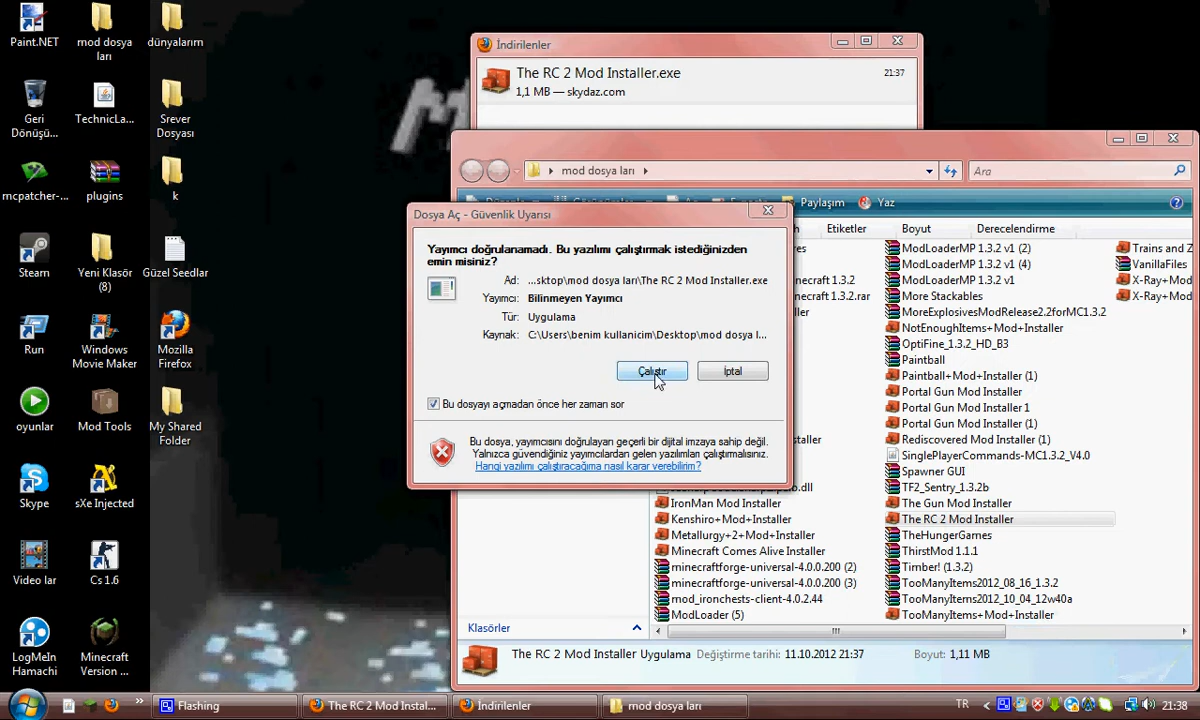 Paint.NET
mod dosya
ları
dünyalarım
Geri
Dönüşü...
TechnicLa...
Srever
Dosyası
mcpatcher-...
plugins
k
Steam
Yeni Klasör
(8)
Güzel Seedlar
Run
Windows
Movie Maker
Mozilla
Firefox
oyunlar
Mod Tools
My Shared
Folder
Skype
sXe Injected
Video lar
Cs 1.6
LogMeIn
Hamachi
Minecraft
Version ...
İndirilenler
The RC 2 Mod Installer.exe
21:37
1,1 MB — skydaz.com
mod dosya ları
Ara
Paylaşım
Yaz
Etiketler
Boyut
Derecelendirme
Dosya Aç - Güvenlik Uyarısı
Yayımcı doğrulanamadı. Bu yazılımı çalıştırmak istediğinizden
emin misiniz?
Ad: ...sktop\mod dosya ları\The RC 2 Mod Installer.exe
Yayımcı: Bilinmeyen Yayımcı
Tür: Uygulama
Kaynak: C:\Users\benim kullanicim\Desktop\mod dosya l...
Çalıştır
İptal
Bu dosyayı açmadan önce her zaman sor
Bu dosya, yayımcısını doğrulayan geçerli bir dijital imzaya sahip değil.
Yalnızca güvendiğiniz yayımcılardan gelen yazılımları çalıştırmalısınız.
Hangi yazılımı çalıştıracağıma nasıl karar verebilirim?
IronMan Mod Installer
Kenshiro+Mod+Installer
Metallurgy+2+Mod+Installer
Minecraft Comes Alive Installer
minecraftforge-universal-4.0.0.200 (2)
minecraftforge-universal-4.0.0.200 (3)
mod_ironchests-client-4.0.2.44
ModLoader (5)
ModLoaderMP 1.3.2 v1 (2)
ModLoaderMP 1.3.2 v1 (4)
ModLoaderMP 1.3.2 v1
More Stackables
MoreExplosivesModRelease2.2forMC1.3.2
NotEnoughItems+Mod+Installer
OptiFine_1.3.2_HD_B3
Paintball
Paintball+Mod+Installer (1)
Portal Gun Mod Installer
Portal Gun Mod Installer 1
Portal Gun Mod Installer (1)
Rediscovered Mod Installer (1)
SinglePlayerCommands-MC1.3.2_V4.0
Spawner GUI
TF2_Sentry_1.3.2b
The Gun Mod Installer
The RC 2 Mod Installer
TheHungerGames
ThirstMod 1.1.1
Timber! (1.3.2)
TooManyItems2012_08_16_1.3.2
TooManyItems2012_10_04_12w40a
TooManyItems+Mod+Installer
Trains and Z
VanillaFiles
X-Ray+Mod
X-Ray+Mod
Klasörler
The RC 2 Mod Installer Uygulama
Değiştirme tarihi: 11.10.2012 21:37
Boyut: 1,11 MB
Flashing
The RC 2 Mod Instal...
İndirilenler
mod dosya ları
TR
21:38